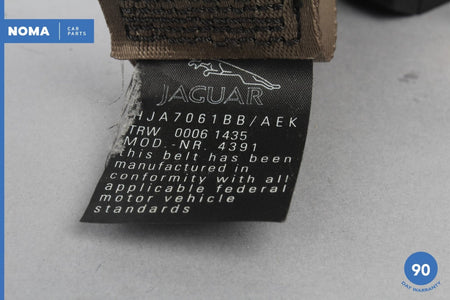 NOMA CAR PARTS
JAGUAR
HJA7061BB/AEK
TRW 0006 1435
MOD.-NR. 4391
this belt has been
manufactured in
conformity with all
applicable federal
motor vehicle
standards
90
DAY WARRANTY